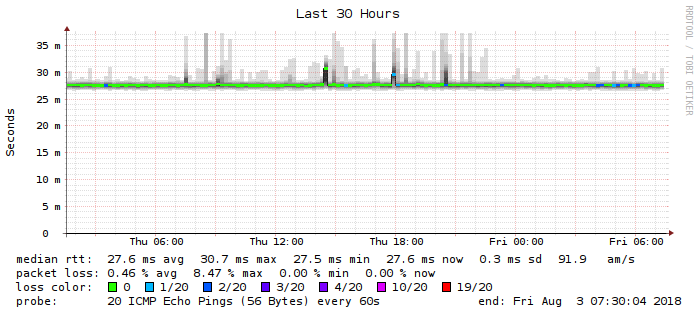 Last 30 Hours
RRDTOOL / TOBI OETIKER
Seconds
35 m
30 m
25 m
20 m
15 m
10 m
5 m
0
Thu 06:00 Thu 12:00 Thu 18:00 Fri 00:00 Fri 06:00
median rtt: 27.6 ms avg 30.7 ms max 27.5 ms min 27.6 ms now 0.3 ms sd 91.9 am/s
packet loss: 0.46 % avg 8.47 % max 0.00 % min 0.00 % now
loss color: 0 1/20 2/20 3/20 4/20 10/20 19/20
probe: 20 ICMP Echo Pings (56 Bytes) every 60s end: Fri Aug 3 07:30:04 2018